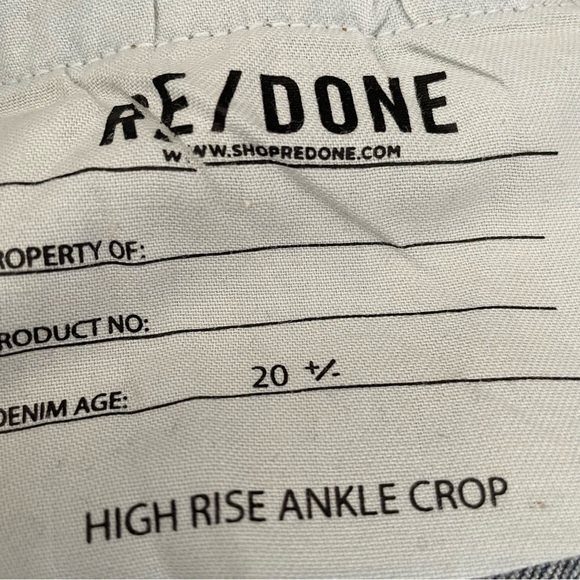 RE/DONE
WWW.SHOPREDONE.COM
ROPERTY OF:
RODUCT NO:
DENIM AGE: 20 +/-
HIGH RISE ANKLE CROP